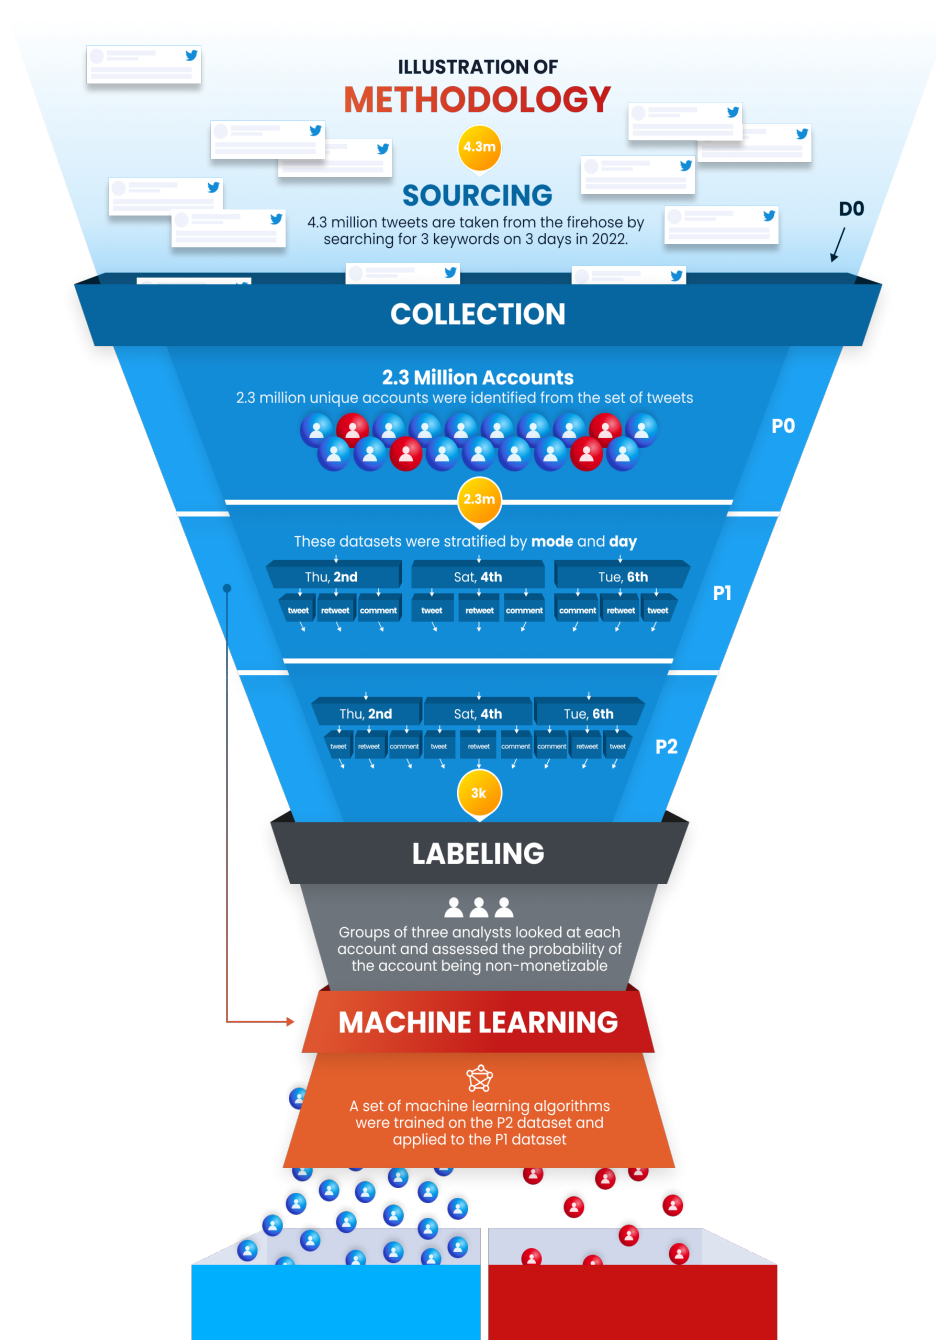 ILLUSTRATION OF
METHODOLOGY
4.3m
SOURCING
4.3 million tweets are taken from the firehose by
searching for 3 keywords on 3 days in 2022.
D0
COLLECTION
2.3 Million Accounts
2.3 million unique accounts were identified from the set of tweets
P0
2.3m
These datasets were stratified by mode and day
Thu, 2nd Sat, 4th Tue, 6th
P1
tweet retweet comment tweet retweet comment comment retweet tweet
Thu, 2nd Sat, 4th Tue, 6th
tweet retweet comment tweet retweet comment comment retweet tweet
P2
3k
LABELING
Groups of three analysts looked at each
account and assessed the probability of
the account being non-monetizable
MACHINE LEARNING
A set of machine learning algorithms
were trained on the P2 dataset and
applied to the P1 dataset